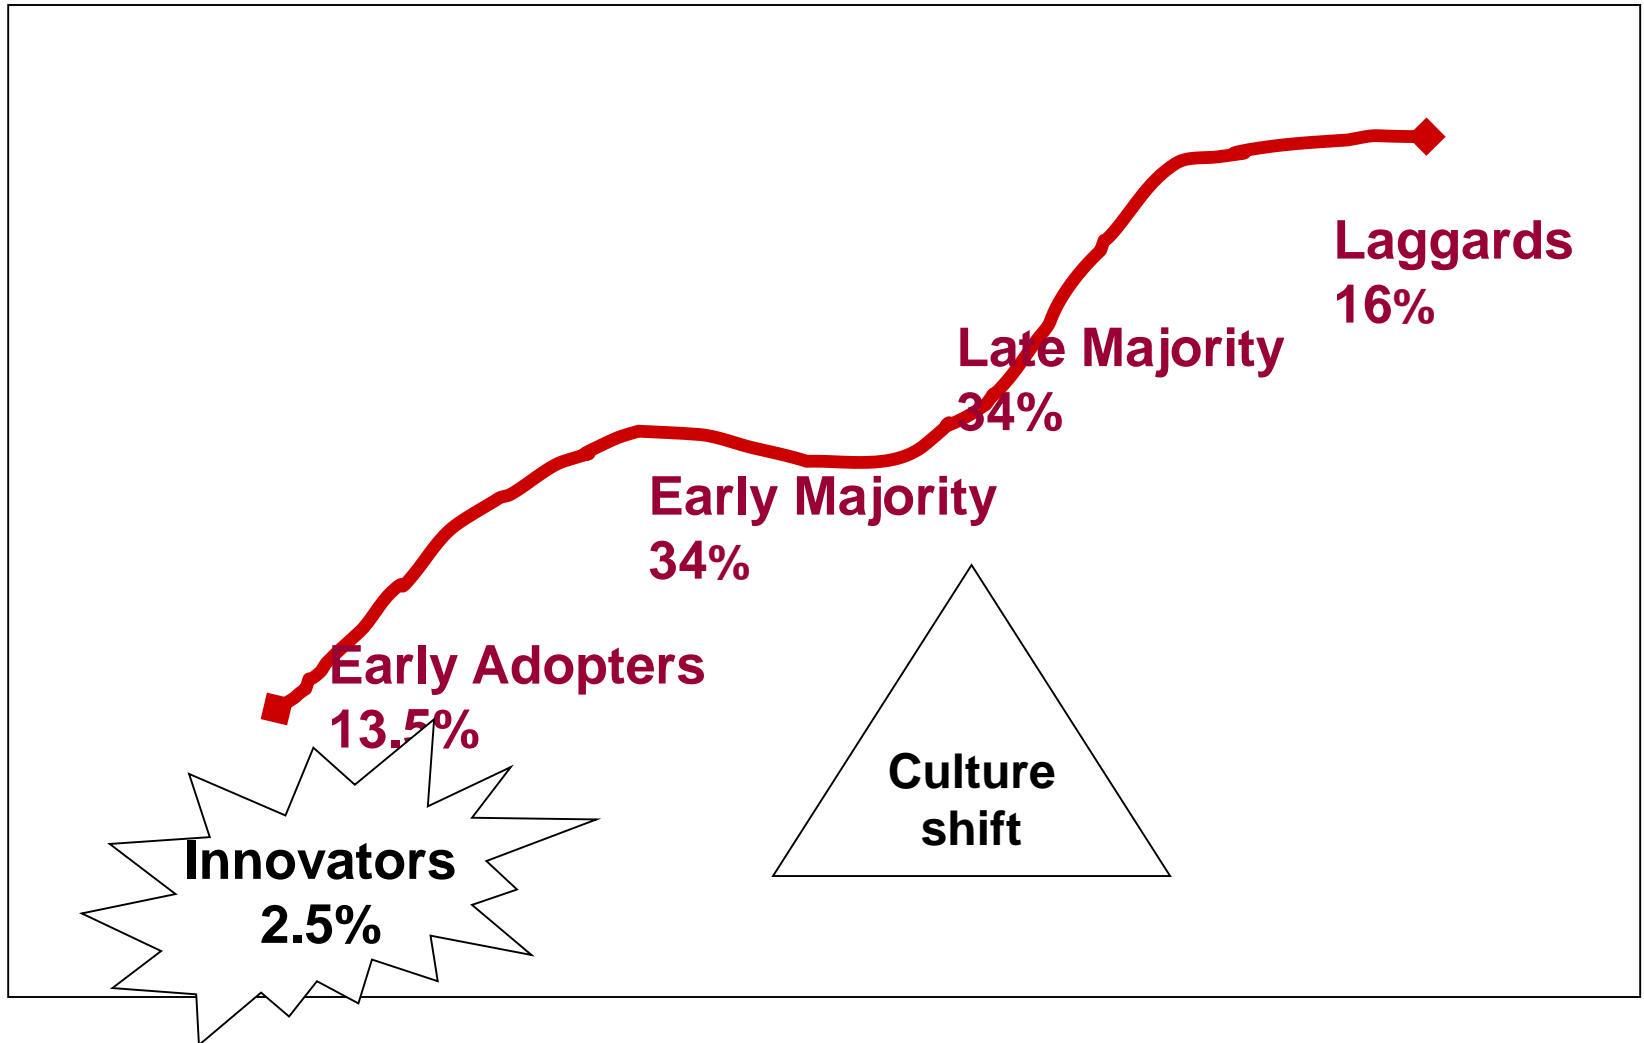 Laggards
16%
Late Majority
34%
Early Majority
34%
Early Adopters
13.5%
Culture
shift
Innovators
2.5%